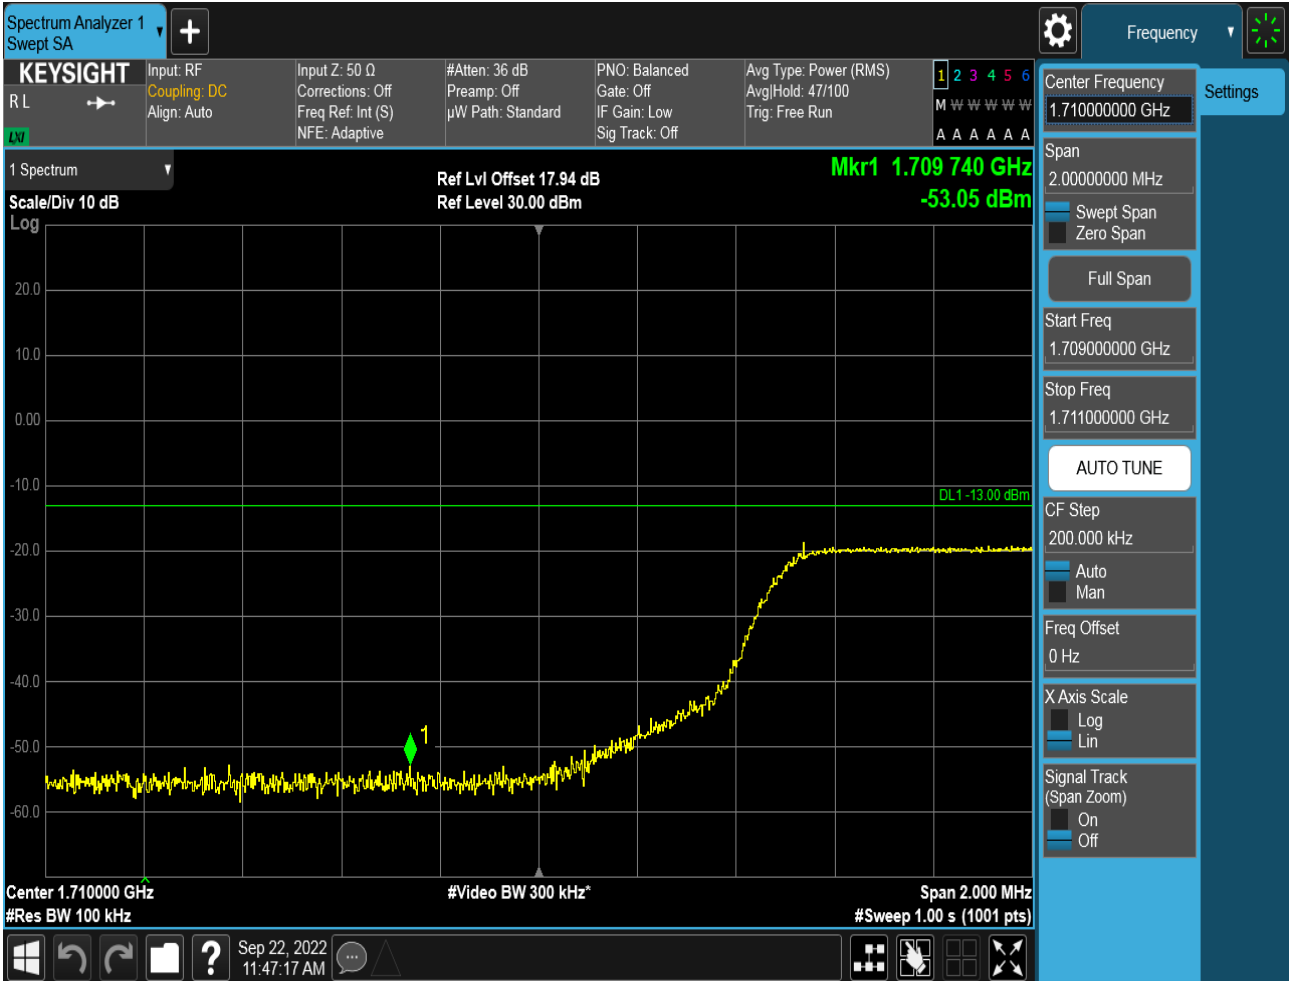 Spectrum Analyzer 1
Swept SA
Frequency
KEYSIGHT
R L
LXI
Input: RF
Coupling: DC
Align: Auto
Input Z: 50 Ω
Corrections: Off
Freq Ref: Int (S)
NFE: Adaptive
#Atten: 36 dB
Preamp: Off
µW Path: Standard
PNO: Balanced
Gate: Off
IF Gain: Low
Sig Track: Off
Avg Type: Power (RMS)
Avg|Hold: 47/100
Trig: Free Run
1 2 3 4 5 6
M W W W W W
A A A A A A
1 Spectrum
Scale/Div 10 dB
Log
Ref Lvl Offset 17.94 dB
Ref Level 30.00 dBm
Mkr1 1.709 740 GHz
-53.05 dBm
20.0
10.0
0.00
-10.0
DL1 -13.00 dBm
-20.0
-30.0
-40.0
1
-50.0
-60.0
Center 1.710000 GHz
#Video BW 300 kHz*
Span 2.000 MHz
#Res BW 100 kHz
#Sweep 1.00 s (1001 pts)
Sep 22, 2022
11:47:17 AM
Center Frequency
1.710000000 GHz
Settings
Span
2.00000000 MHz
Swept Span
Zero Span
Full Span
Start Freq
1.709000000 GHz
Stop Freq
1.711000000 GHz
AUTO TUNE
CF Step
200.000 kHz
Auto
Man
Freq Offset
0 Hz
X Axis Scale
Log
Lin
Signal Track
(Span Zoom)
On
Off